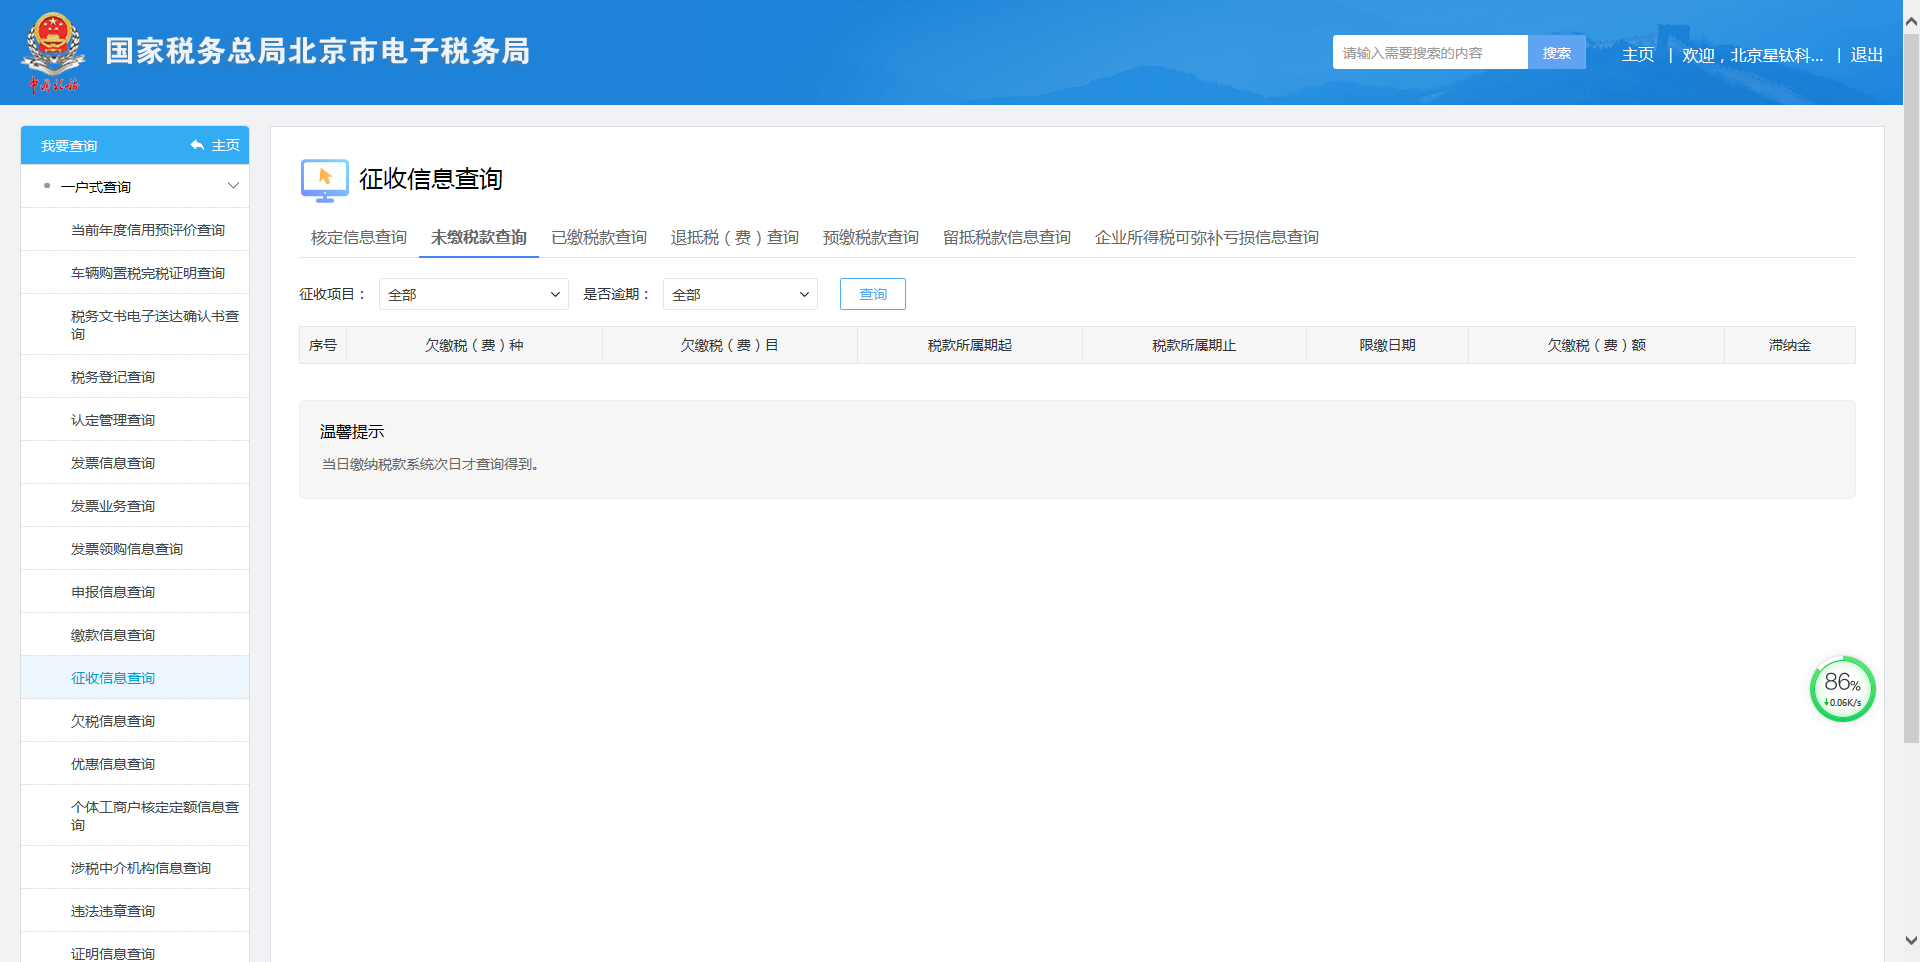 国家税务总局北京市电子税务局
中国税务
请输入需要搜索的内容
搜索
主页 | 欢迎，北京星钛科... | 退出
我要查询
主页
一户式查询
当前年度信用预评价查询
车辆购置税完税证明查询
税务文书电子送达确认书查
询
税务登记查询
认定管理查询
发票信息查询
发票业务查询
发票领购信息查询
申报信息查询
缴款信息查询
征收信息查询
欠税信息查询
优惠信息查询
个体工商户核定定额信息查
询
涉税中介机构信息查询
违法违章查询
证明信息查询
征收信息查询
核定信息查询 未缴税款查询 已缴税款查询 退抵税（费）查询 预缴税款查询 留抵税款信息查询 企业所得税可弥补亏损信息查询
征收项目： 全部 是否逾期： 全部 查询
序号 欠缴税（费）种 欠缴税（费）目 税款所属期起 税款所属期止 限缴日期 欠缴税（费）额 滞纳金
温馨提示
当日缴纳税款系统次日才查询得到。
86%
0.06K/s